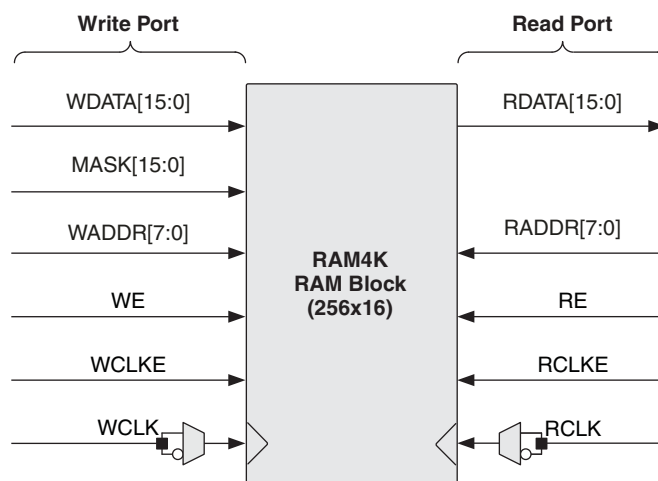 Write Port
Read Port
WDATA[15:0]
RDATA[15:0]
MASK[15:0]
WADDR[7:0]
RADDR[7:0]
RAM4K
RAM Block
(256x16)
WE
RE
WCLKE
RCLKE
WCLK
RCLK